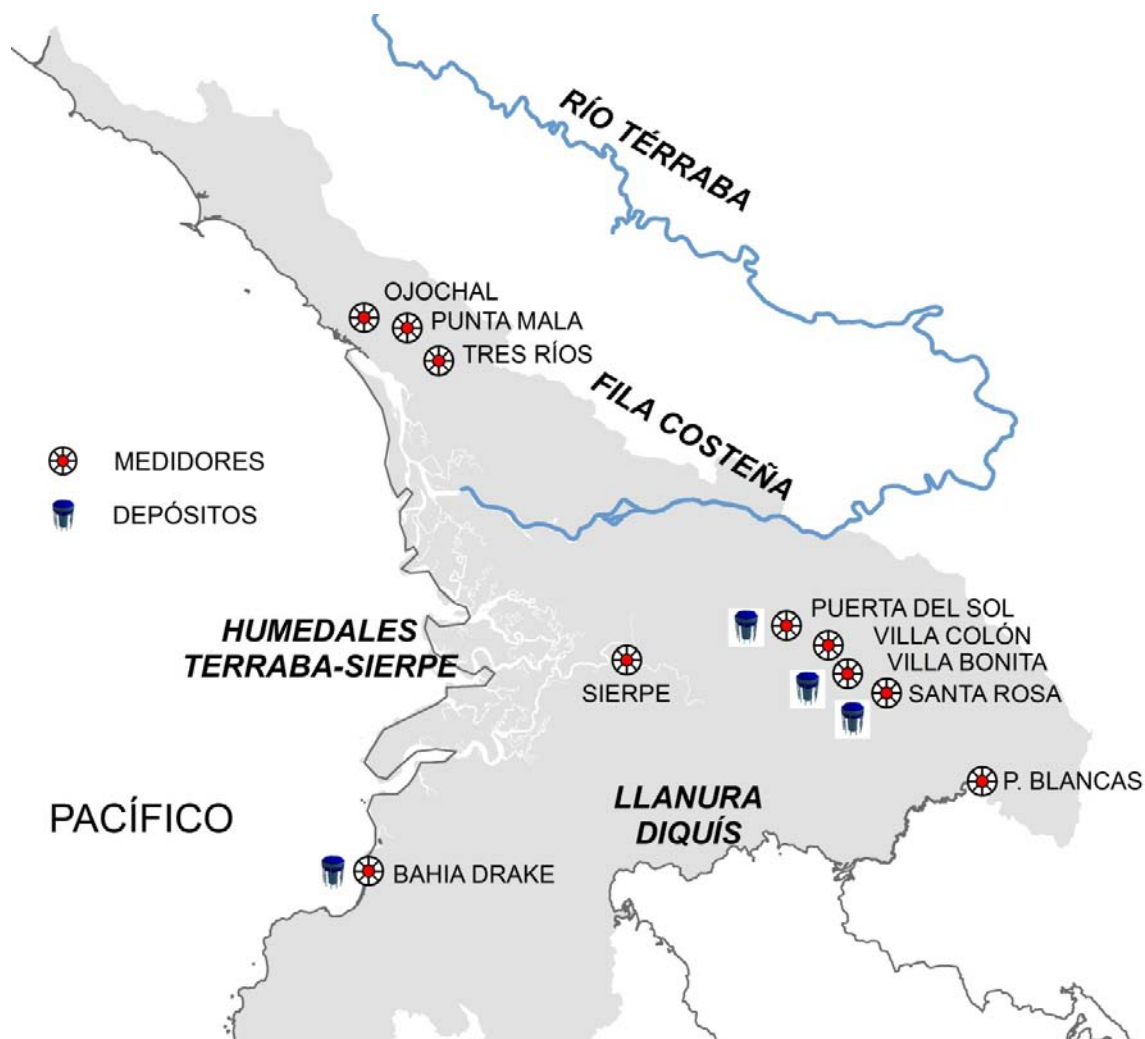 RÍO TÉRRABA
OJOCHAL
PUNTA MALA
TRES RÍOS
FILA COSTEÑA
MEDIDORES
DEPÓSITOS
HUMEDALES
TERRABA-SIERPE
PUERTA DEL SOL
VILLA COLÓN
VILLA BONITA
SANTA ROSA
SIERPE
P. BLANCAS
LLANURA
DIQUÍS
PACÍFICO
BAHIA DRAKE